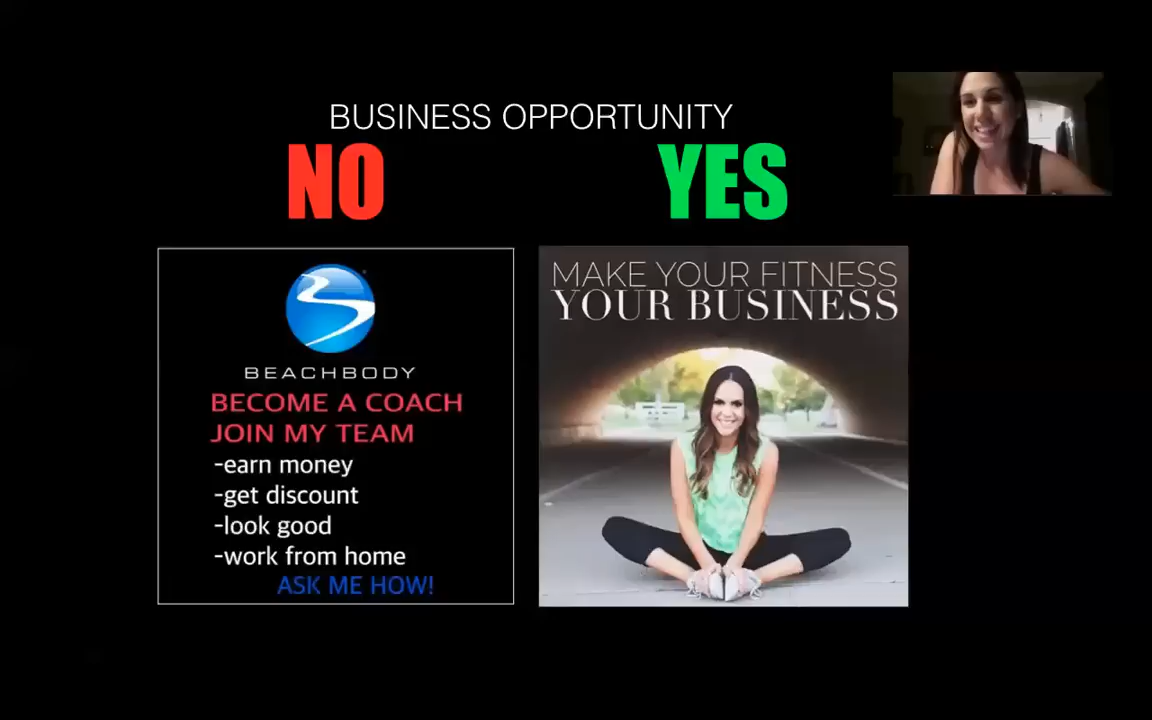 BUSINESS OPPORTUNITY
NO
YES
BEACHBODY
BECOME A COACH
JOIN MY TEAM
-earn money
-get discount
-look good
-work from home
ASK ME HOW!
MAKE YOUR FITNESS
YOUR BUSINESS